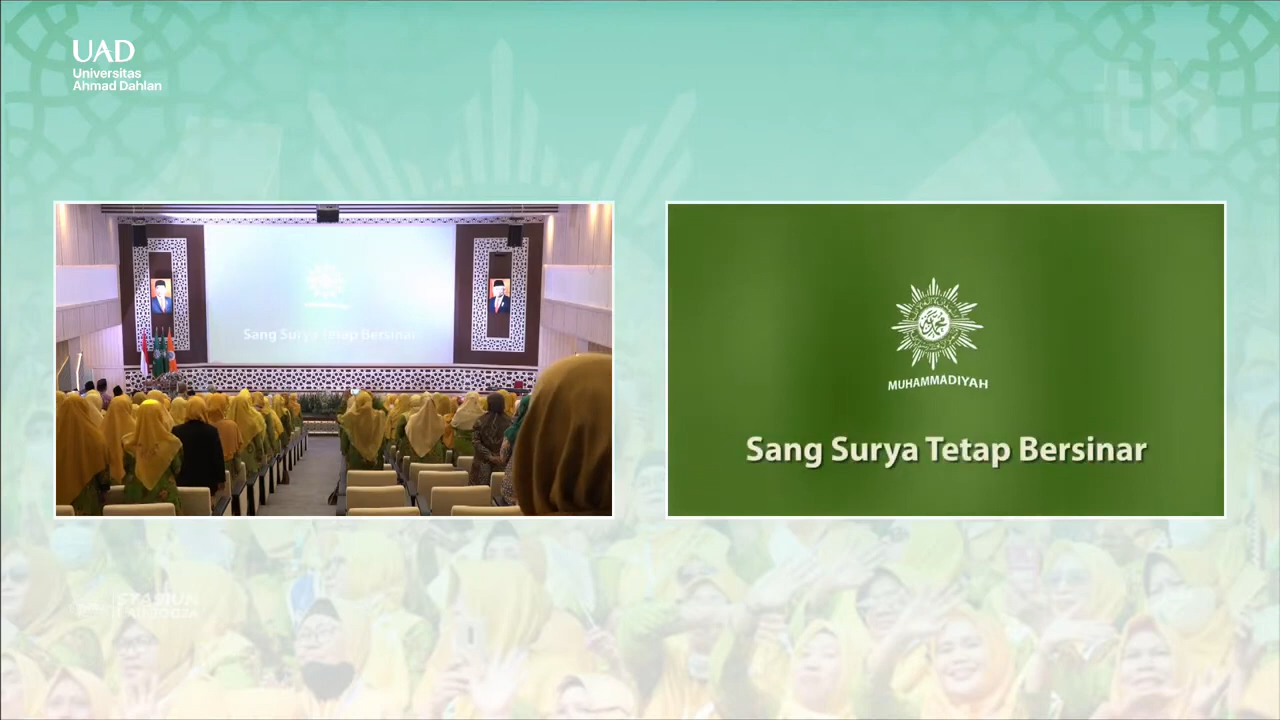 UAD
Universitas
Ahmad Dahlan
Sang Surya Tetap Bersinar
MUHAMMADIYAH
Sang Surya Tetap Bersinar